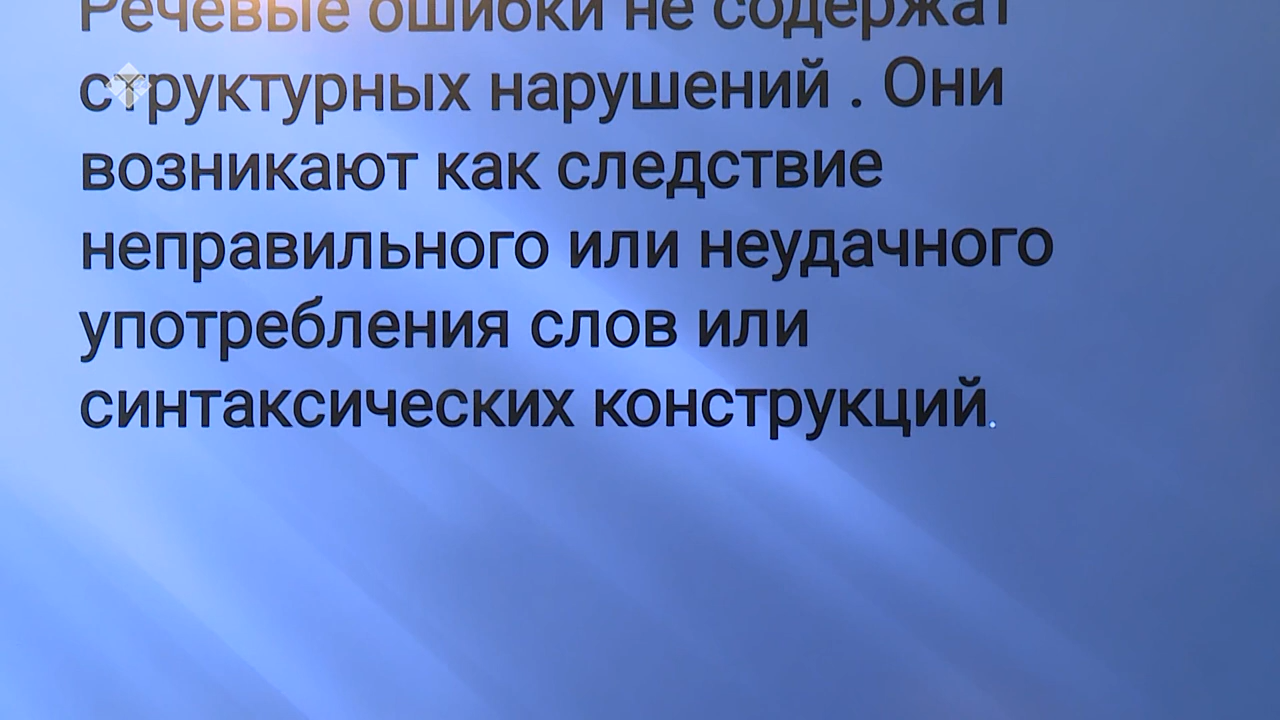 Речевые ошибки не содержат
структурных нарушений . Они
возникают как следствие
неправильного или неудачного
употребления слов или
синтаксических конструкций.